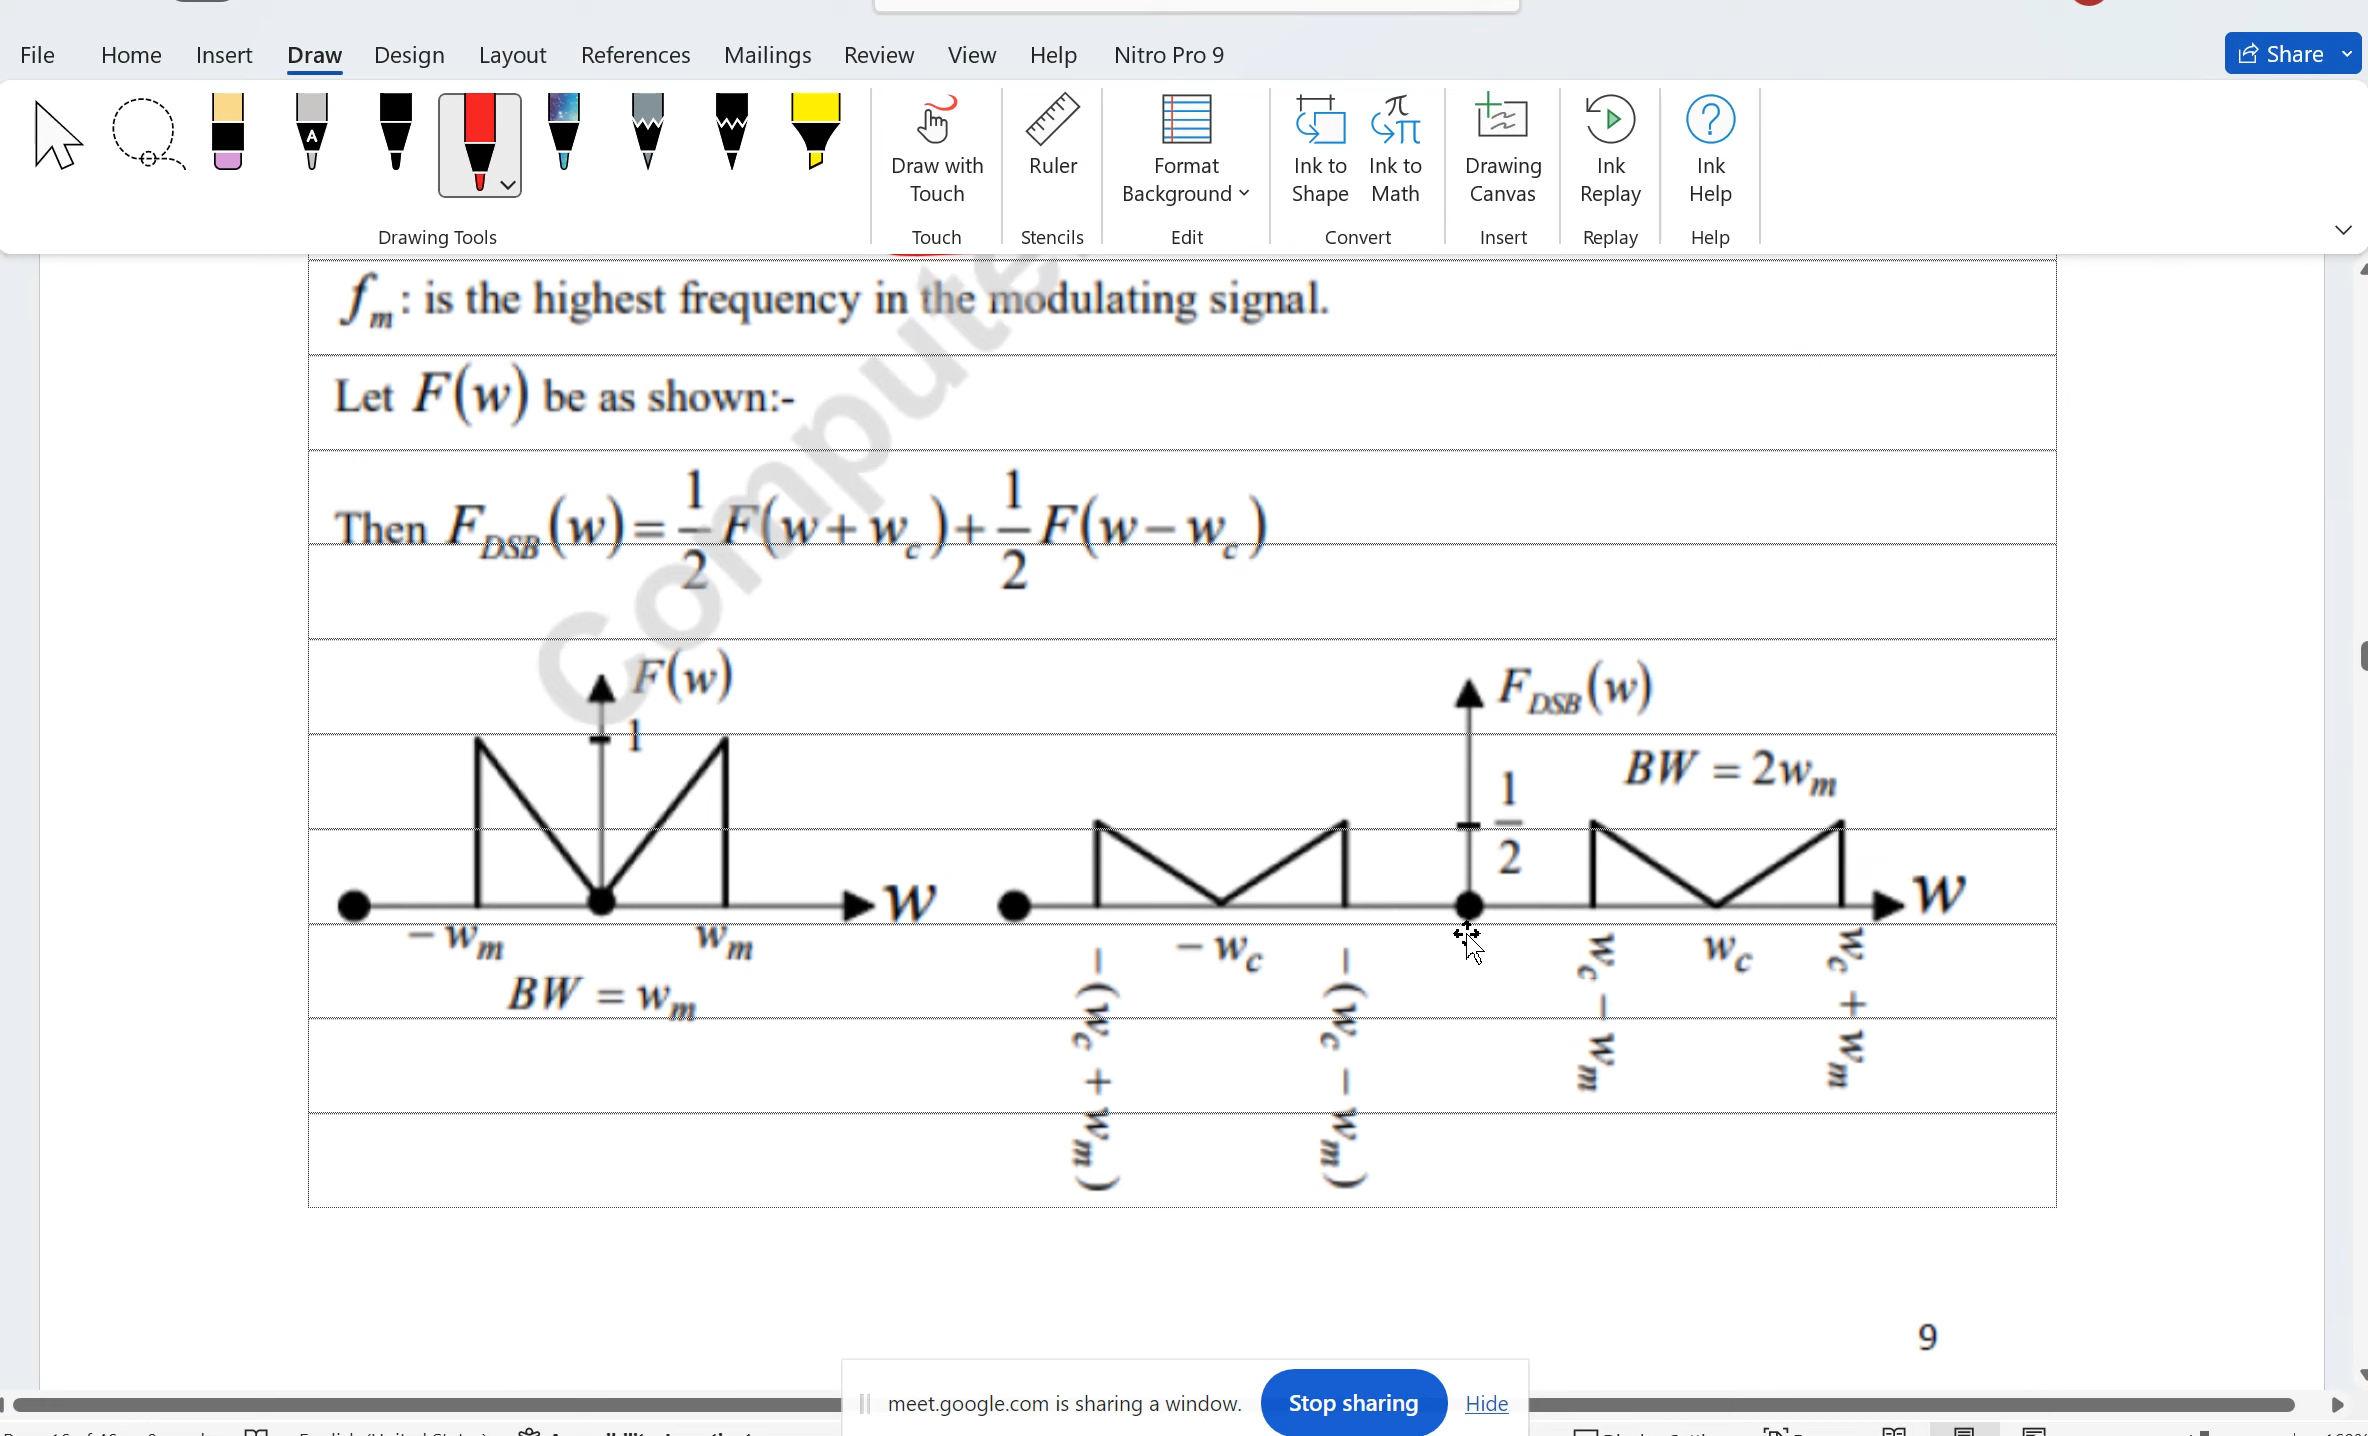 File Home Insert Draw Design Layout References Mailings Review View Help Nitro Pro 9 Share
Draw with Touch
Ruler
Format Background
Ink to Shape
Ink to Math
Drawing Canvas
Ink Replay
Ink Help
Drawing Tools Touch Stencils Edit Convert Insert Replay Help
f_m : is the highest frequency in the modulating signal.
Let F(w) be as shown:-
Then F_DSB(w) = 1/2 F(w + w_c) + 1/2 F(w − w_c)
Compute
F(w)
1
w
− w_m
w_m
BW = w_m
F_DSB(w)
BW = 2w_m
1/2
w
−(w_c + w_m)
− w_c
−(w_c − w_m)
w_c − w_m
w_c
w_c + w_m
9
meet.google.com is sharing a window. Stop sharing Hide